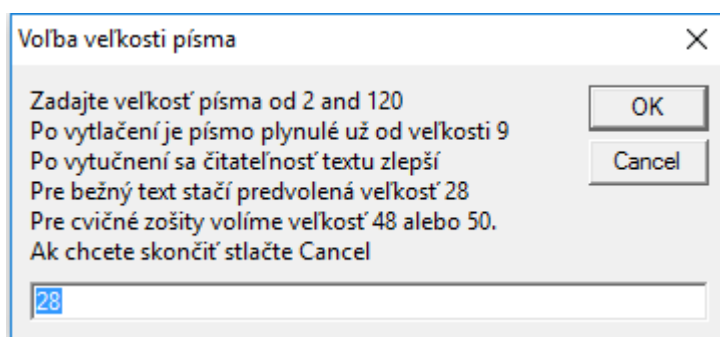 Voľba veľkosti písma
Zadajte veľkosť písma od 2 and 120
Po vytlačení je písmo plynulé už od veľkosti 9
Po vytučnení sa čitateľnosť textu zlepší
Pre bežný text stačí predvolená veľkosť 28
Pre cvičné zošity volíme veľkosť 48 alebo 50.
Ak chcete skončiť stlačte Cancel
OK
Cancel
28